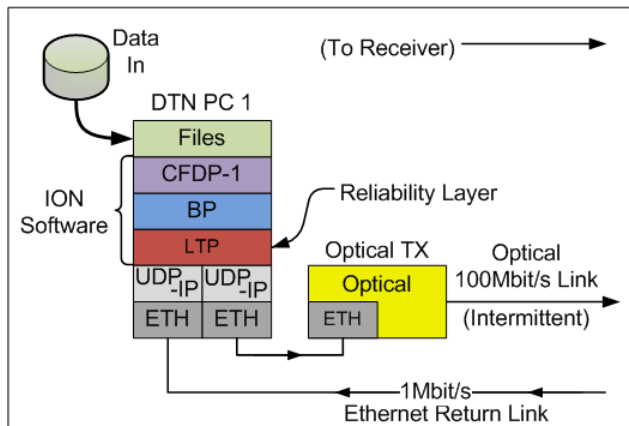 Data
In
(To Receiver)
DTN PC 1
Files
CFDP-1
ION
Software
BP
Reliability Layer
LTP
Optical TX
Optical
100Mbit/s Link
(Intermittent)
UDP
-IP
UDP
-IP
Optical
ETH
ETH
ETH
1Mbit/s
Ethernet Return Link